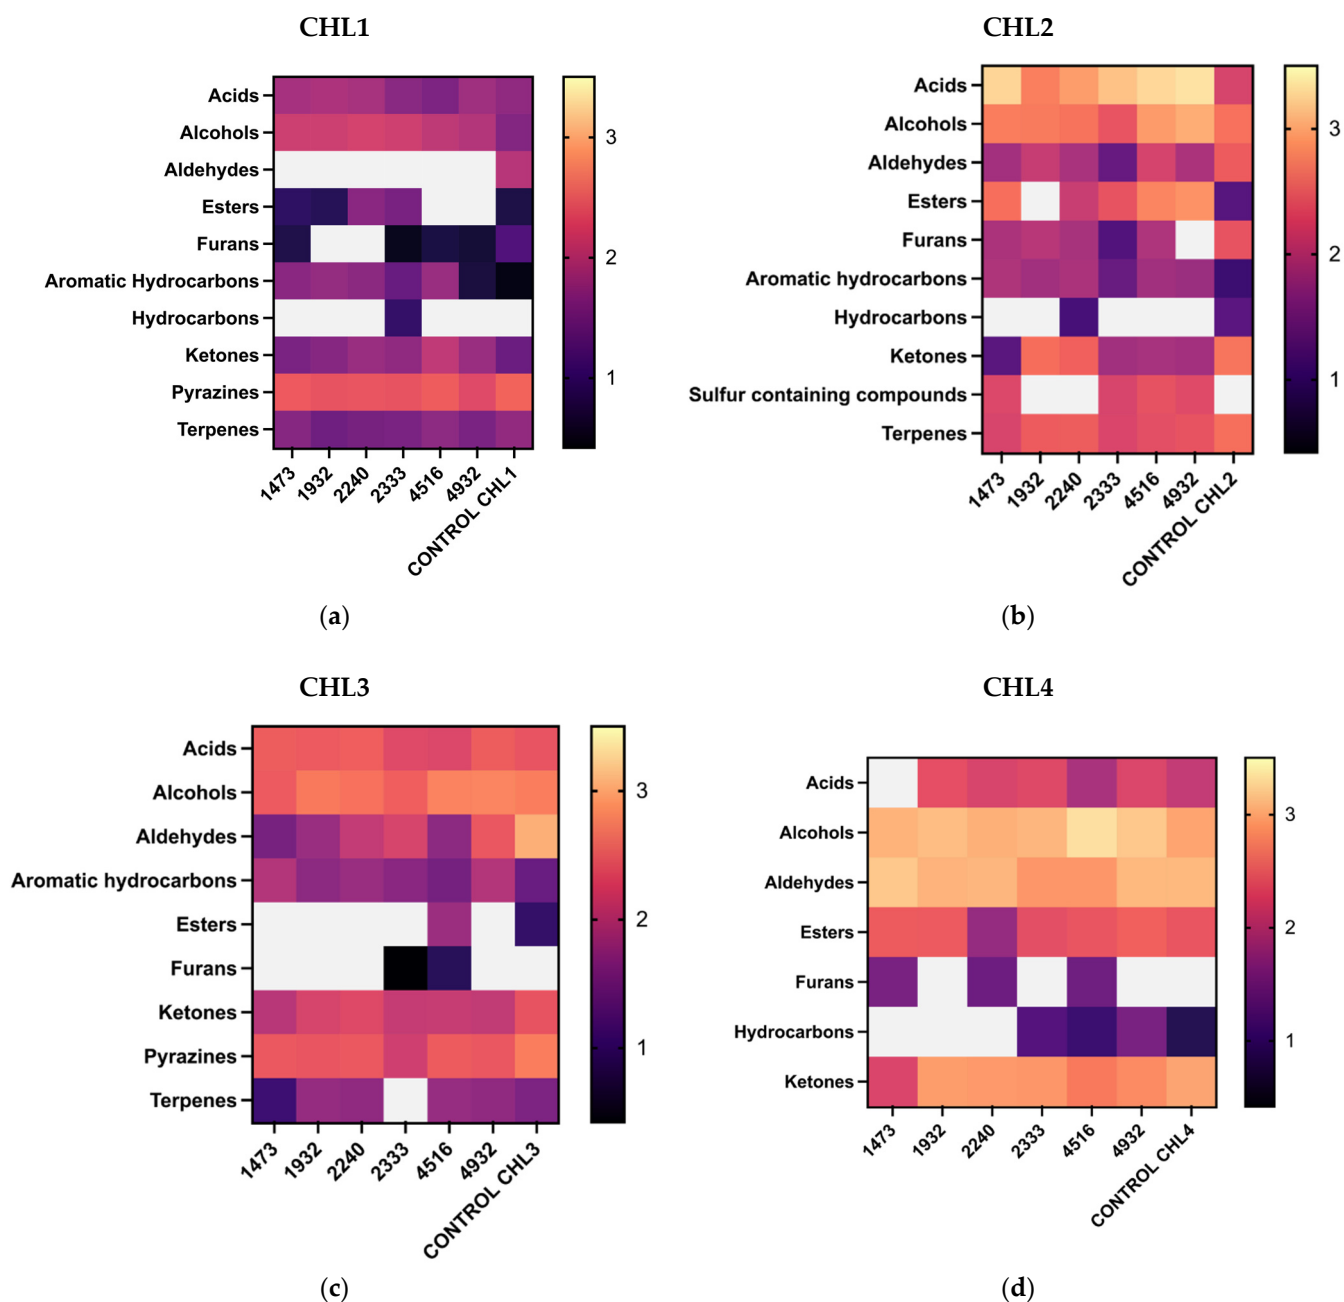 CHL1
Acids
Alcohols
Aldehydes
Esters
Furans
Aromatic Hydrocarbons
Hydrocarbons
Ketones
Pyrazines
Terpenes
3
2
1
1473
1932
2240
2333
4516
4932
CONTROL CHL1
(a)
CHL2
Acids
Alcohols
Aldehydes
Esters
Furans
Aromatic hydrocarbons
Hydrocarbons
Ketones
Sulfur containing compounds
Terpenes
3
2
1
1473
1932
2240
2333
4516
4932
CONTROL CHL2
(b)
CHL3
Acids
Alcohols
Aldehydes
Aromatic hydrocarbons
Esters
Furans
Ketones
Pyrazines
Terpenes
3
2
1
1473
1932
2240
2333
4516
4932
CONTROL CHL3
(c)
CHL4
Acids
Alcohols
Aldehydes
Esters
Furans
Hydrocarbons
Ketones
3
2
1
1473
1932
2240
2333
4516
4932
CONTROL CHL4
(d)